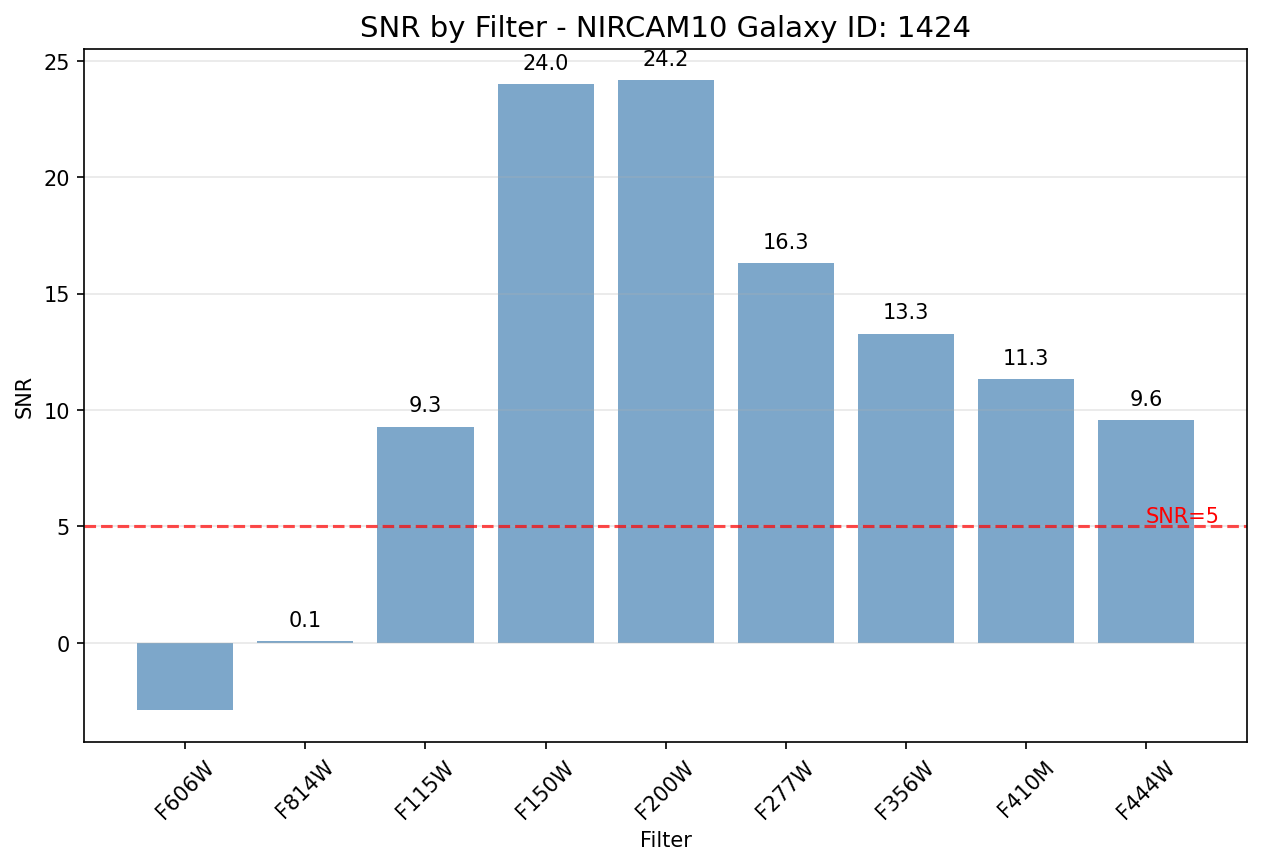 SNR by Filter - NIRCAM10 Galaxy ID: 1424
SNR
25
20
15
10
5
0
24.0
24.2
16.3
13.3
11.3
9.3
9.6
0.1
SNR=5
F606W
F814W
F115W
F150W
F200W
F277W
F356W
F410M
F444W
Filter